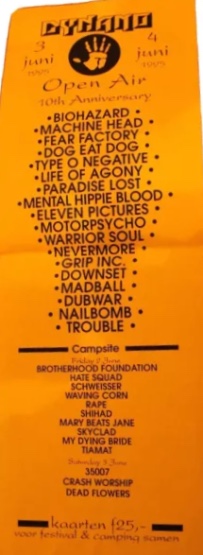 DYNAMO
3 juni 1995
4 juni 1995
Open Air
10th Anniversary
• BIOHAZARD •
• MACHINE HEAD •
• FEAR FACTORY •
• DOG EAT DOG •
• TYPE O NEGATIVE •
• LIFE OF AGONY •
• PARADISE LOST •
• MENTAL HIPPIE BLOOD •
• ELEVEN PICTURES •
• MOTORPSYCHO •
• WARRIOR SOUL •
• NEVERMORE •
• GRIP INC. •
• DOWNSET •
• MADBALL •
• DUBWAR •
• NAILBOMB •
• TROUBLE •
Campsite
Friday 2 June
BROTHERHOOD FOUNDATION
HATE SQUAD
SCHWEISSER
WAVING CORN
RAPE
SHIHAD
MARY BEATS JANE
SKYCLAD
MY DYING BRIDE
TIAMAT
Saturday 3 June
35007
CRASH WORSHIP
DEAD FLOWERS
kaarten f25,-
voor festival & camping samen